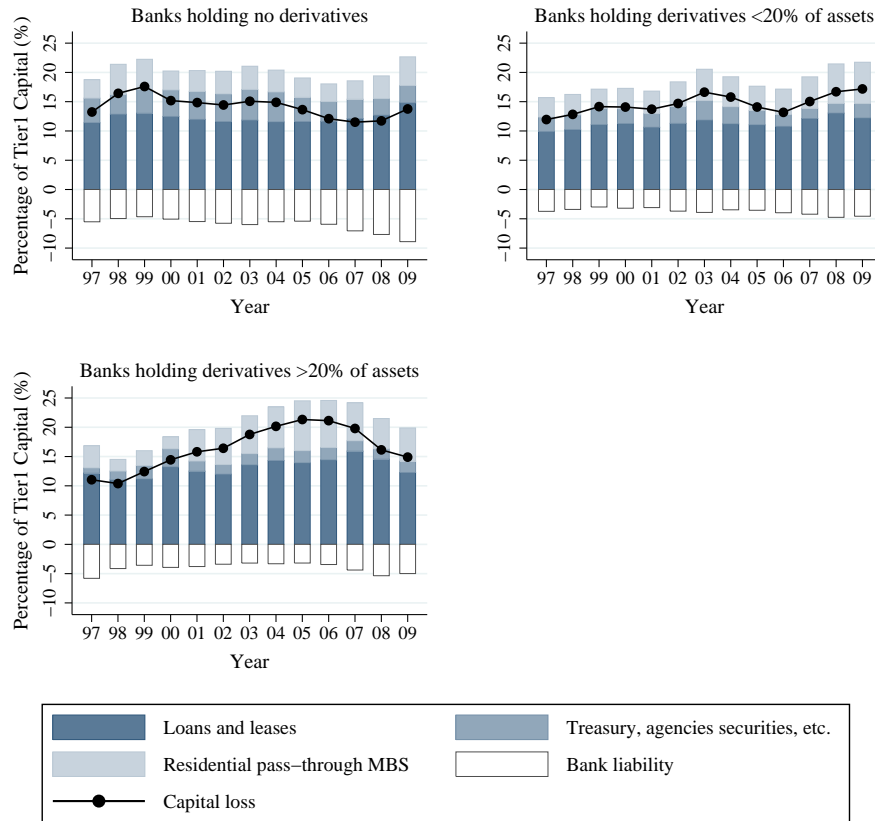 Banks holding no derivatives
Percentage of Tier1 Capital (%)
25
20
15
10
5
0
−5
−10
97 98 99 00 01 02 03 04 05 06 07 08 09
Year
Banks holding derivatives <20% of assets
25
20
15
10
5
0
−5
−10
97 98 99 00 01 02 03 04 05 06 07 08 09
Year
Banks holding derivatives >20% of assets
Percentage of Tier1 Capital (%)
25
20
15
10
5
0
−5
−10
97 98 99 00 01 02 03 04 05 06 07 08 09
Year
Loans and leases
Treasury, agencies securities, etc.
Residential pass−through MBS
Bank liability
Capital loss